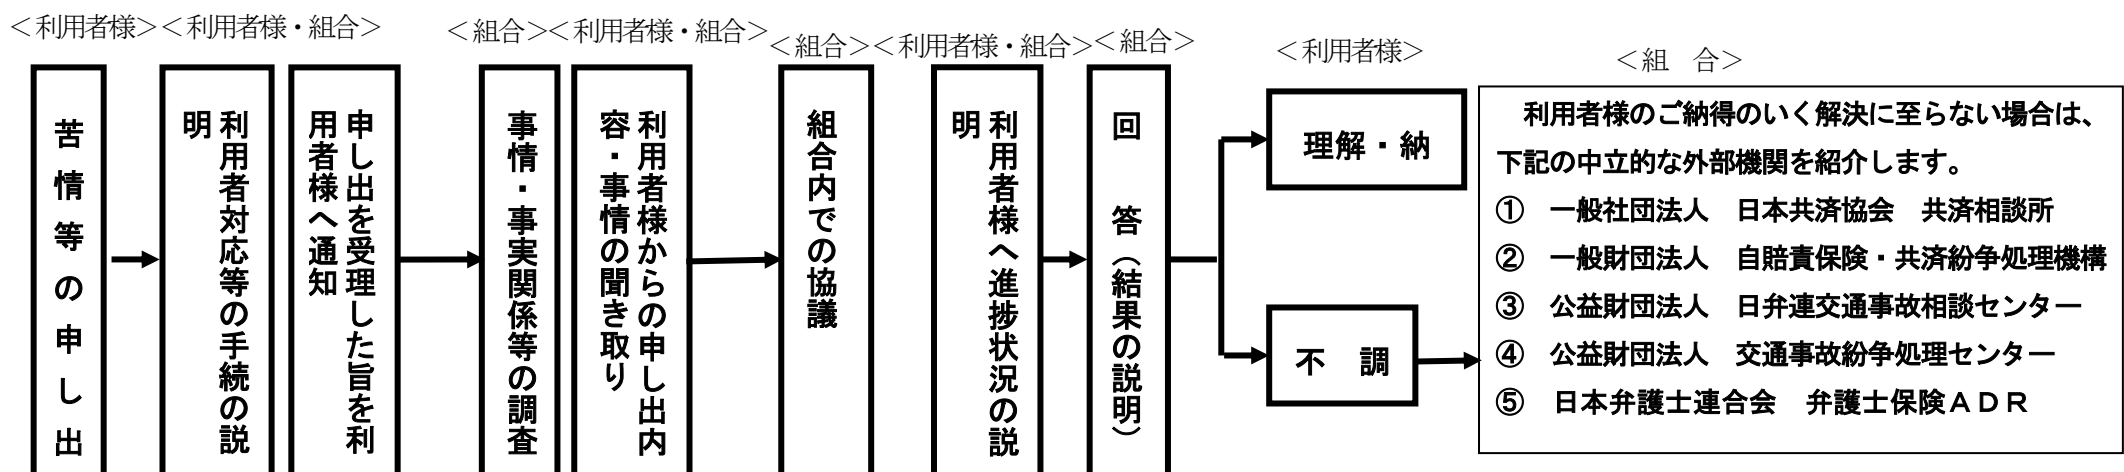 ＜利用者様＞
＜利用者様・組合＞
＜組合＞
＜利用者様・組合＞
＜組合＞
＜利用者様・組合＞
＜組合＞
＜利用者様＞
＜組　合＞
苦情等の申し出
利用者対応等の手続の説
明
申し出を受理した旨を利
用者様へ通知
事情・事実関係等の調査
利用者様からの申し出内
容・事情の聞き取り
組合内での協議
利用者様へ進捗状況の説
明
回　答（結果の説明）
理解・納
不　調
利用者様のご納得のいく解決に至らない場合は、
下記の中立的な外部機関を紹介します。
①　一般社団法人　日本共済協会　共済相談所
②　一般財団法人　自賠責保険・共済紛争処理機構
③　公益財団法人　日弁連交通事故相談センター
④　公益財団法人　交通事故紛争処理センター
⑤　日本弁護士連合会　弁護士保険ＡＤＲ